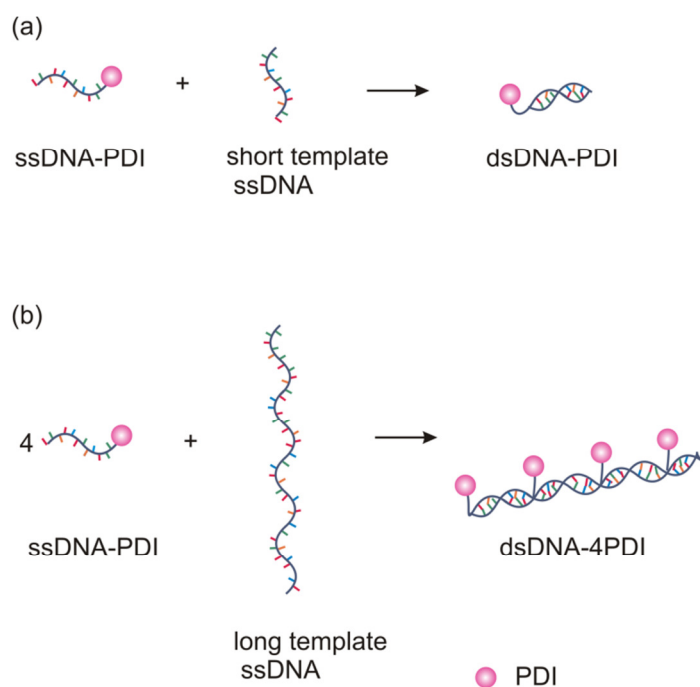 (a)
+
ssDNA-PDI
short template
ssDNA
dsDNA-PDI
(b)
4
+
ssDNA-PDI
dsDNA-4PDI
long template
ssDNA
PDI